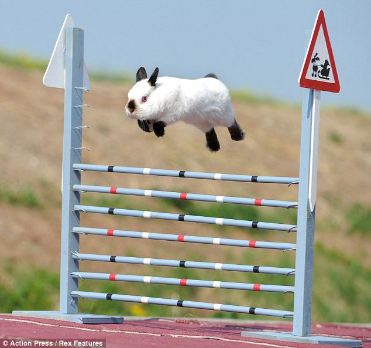 © Action Press / Rex Features